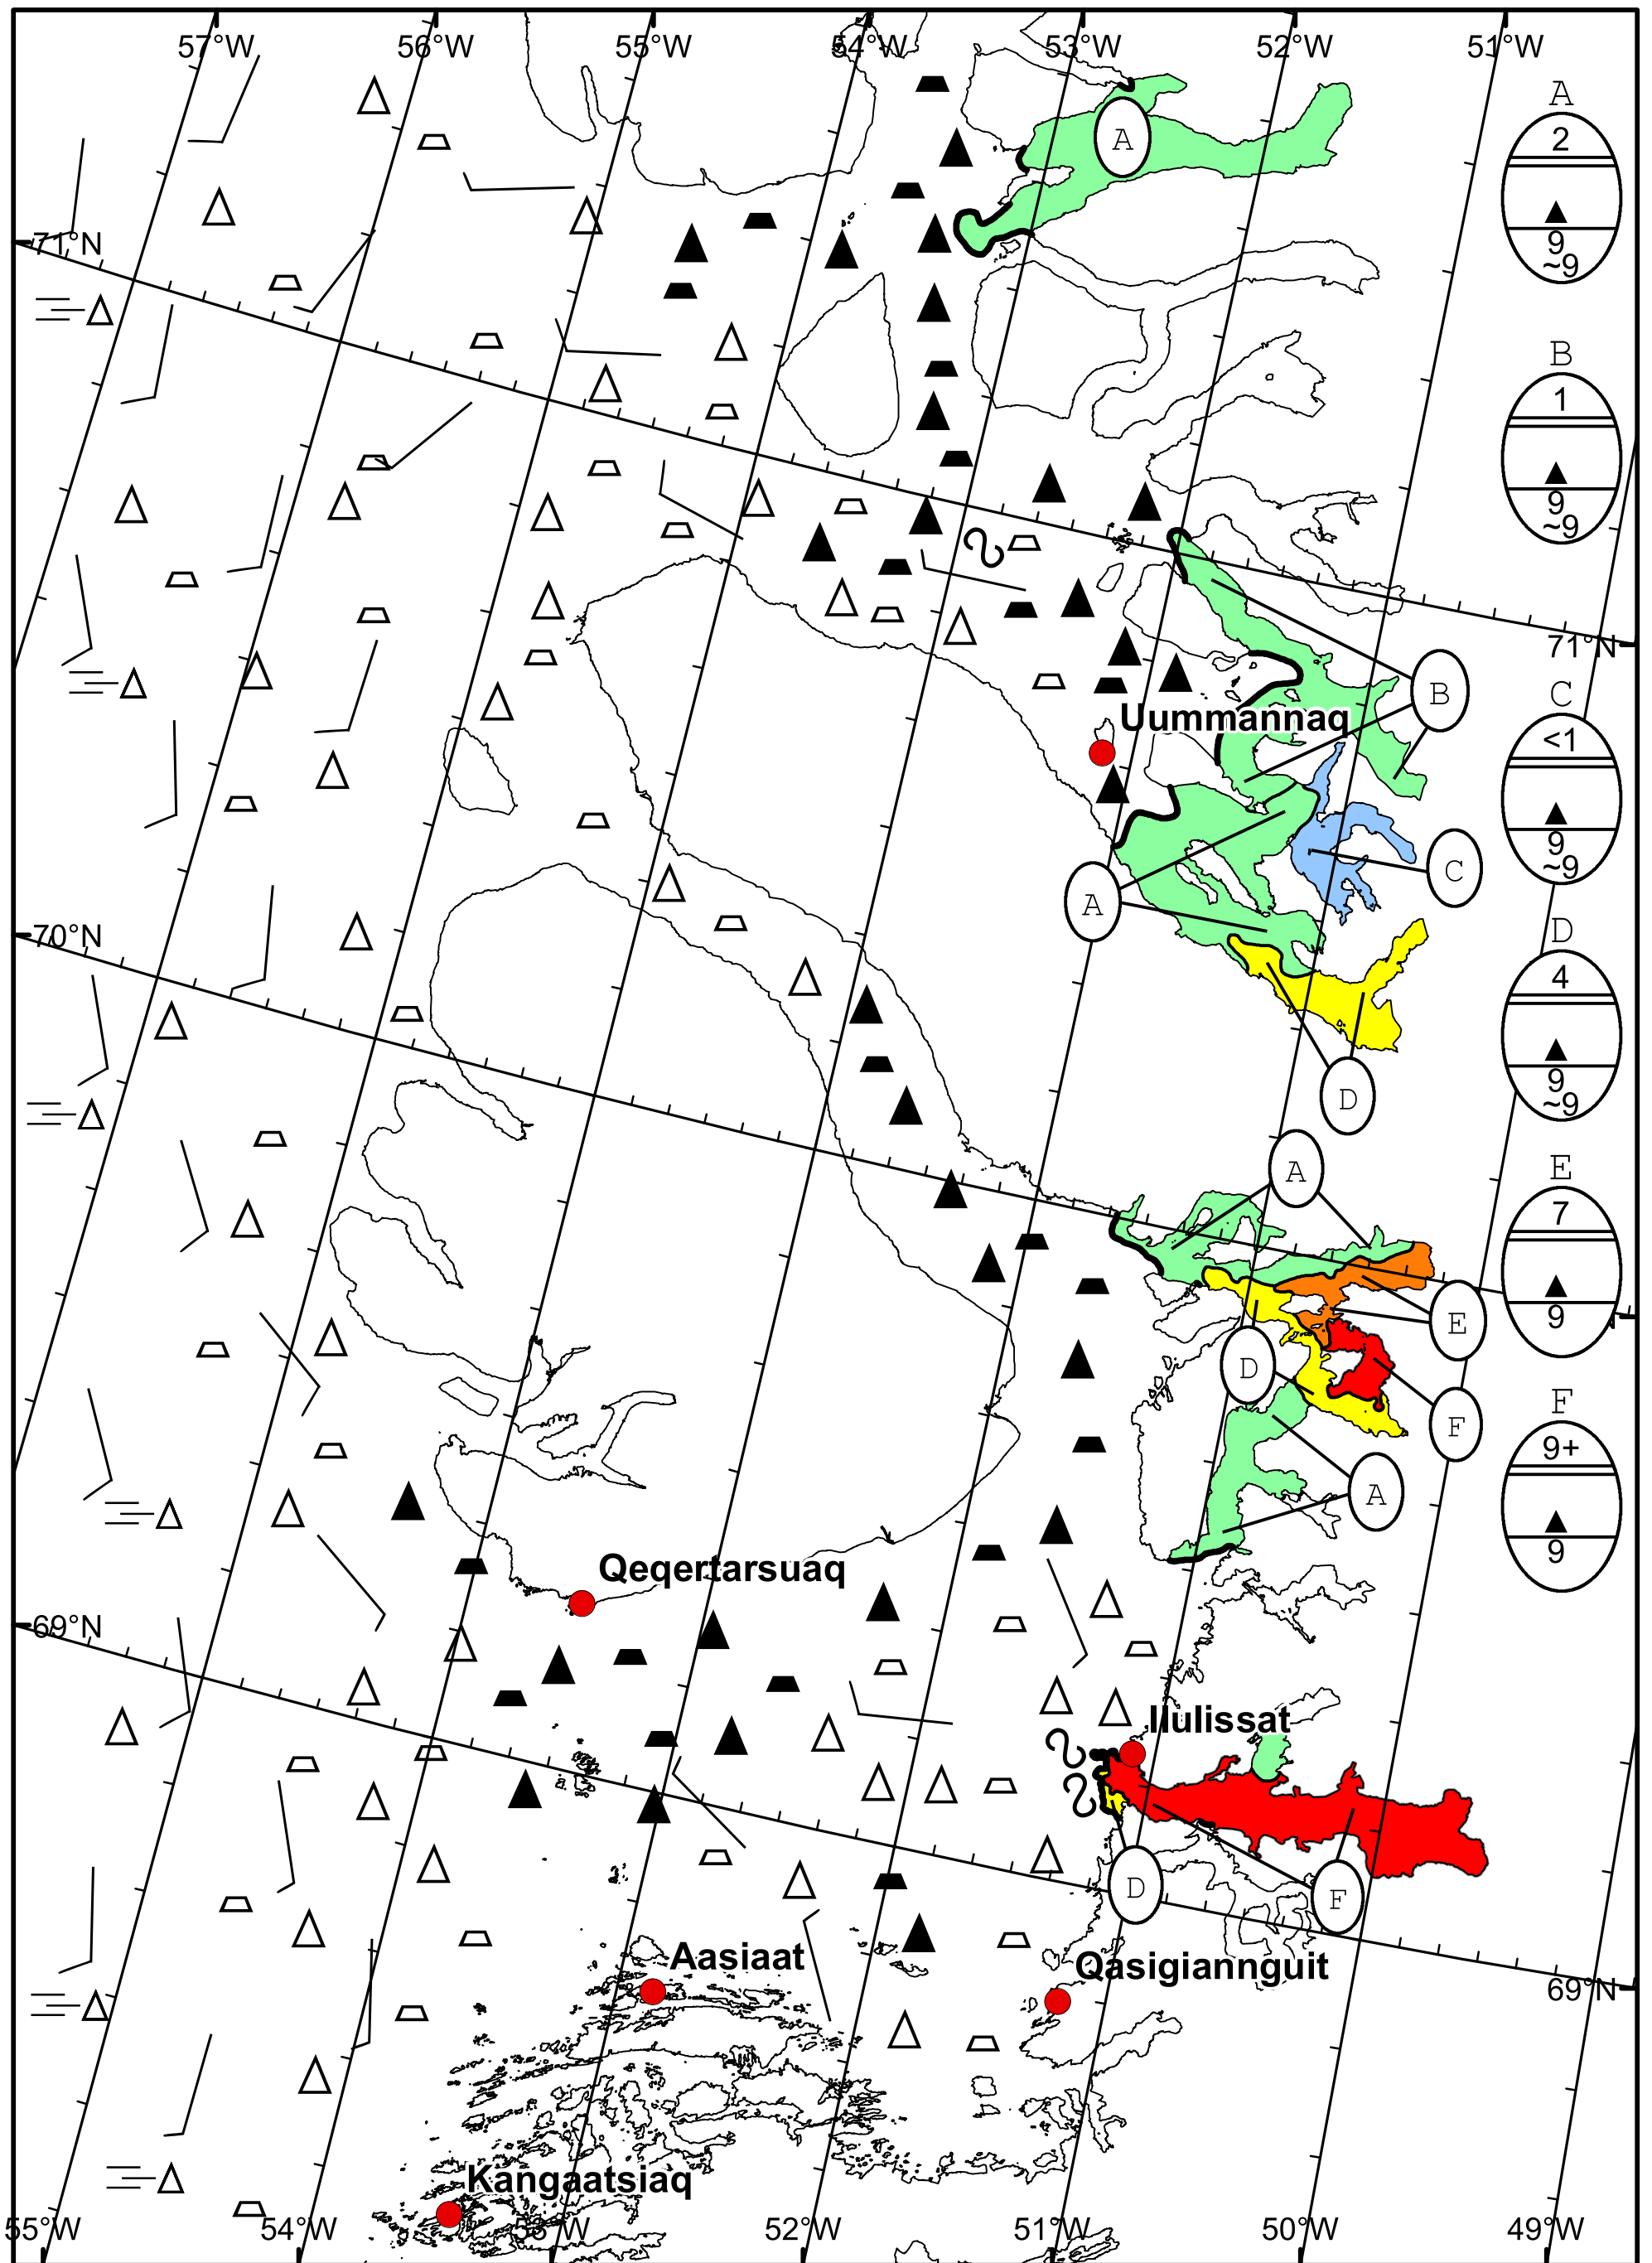 57°W 56°W 55°W 54°W 53°W 52°W 51°W
A
2
A
9
~9
71°N
B
1
9
~9
71°N
B
C
Uummannaq
<1
9
~9
C
A
D
70°N
4
9
~9
D
A
E
7
9
E
D
F
F
9+
9
A
Qeqertarsuaq
69°N
Ilulissat
D
F
Aasiaat
Qasigiannguit
69°N
Kangaatsiaq
55°W 54°W 53°W 52°W 51°W 50°W 49°W